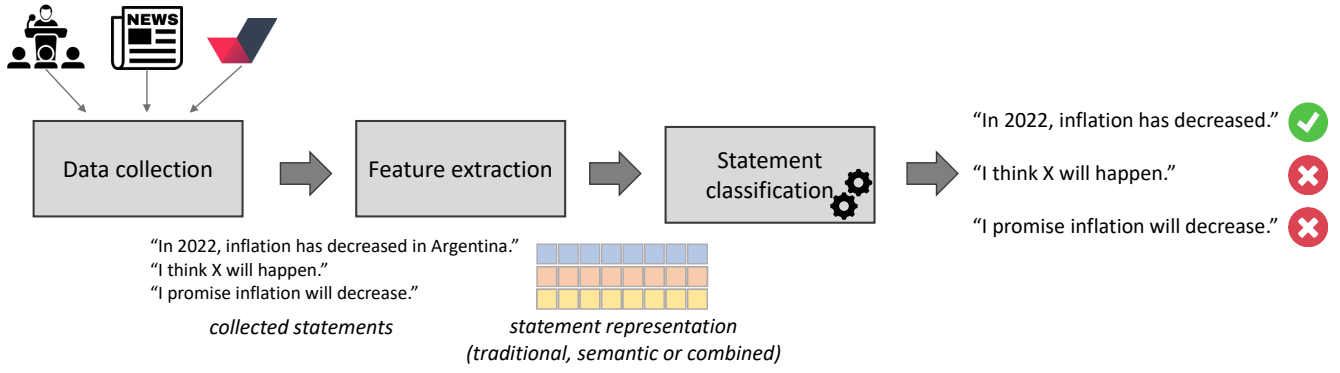 NEWS
Data collection
Feature extraction
Statement
classification
“In 2022, inflation has decreased.”
“I think X will happen.”
“I promise inflation will decrease.”
“In 2022, inflation has decreased in Argentina.”
“I think X will happen.”
“I promise inflation will decrease.”
collected statements
statement representation
(traditional, semantic or combined)